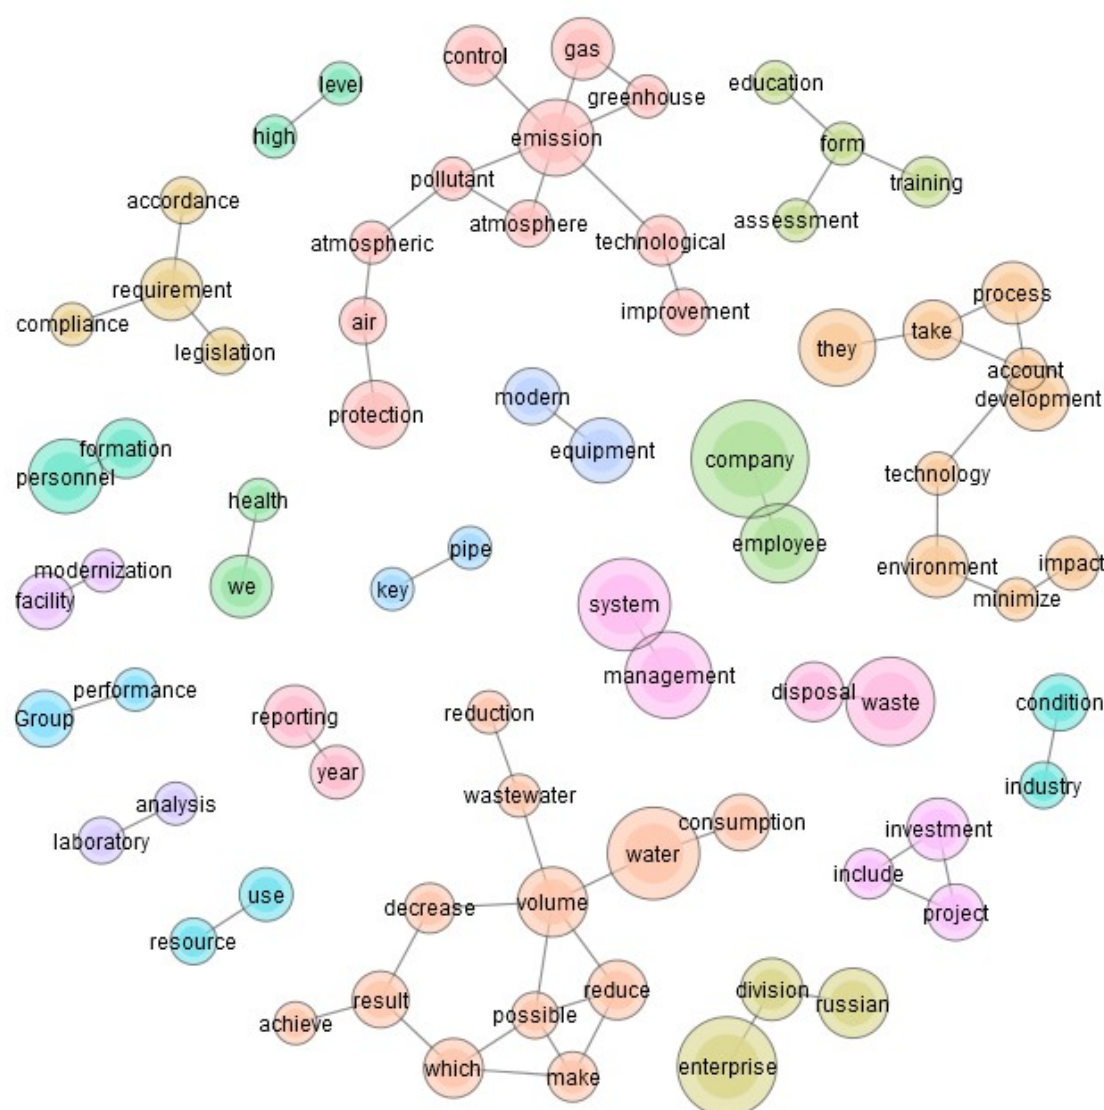 gas
control
level
education
greenhouse
high
emission
form
pollutant
training
accordance
assessment
atmosphere
atmospheric
technological
requirement
process
improvement
air
compliance
take
they
legislation
account
modern
development
protection
formation
equipment
company
personnel
technology
health
employee
pipe
modernization
environment
impact
we
key
facility
minimize
system
management
performance
disposal
waste
condition
Group
reporting
reduction
year
industry
wastewater
analysis
consumption
investment
laboratory
water
include
use
volume
decrease
project
resource
reduce
division
result
russian
possible
achieve
enterprise
which
make